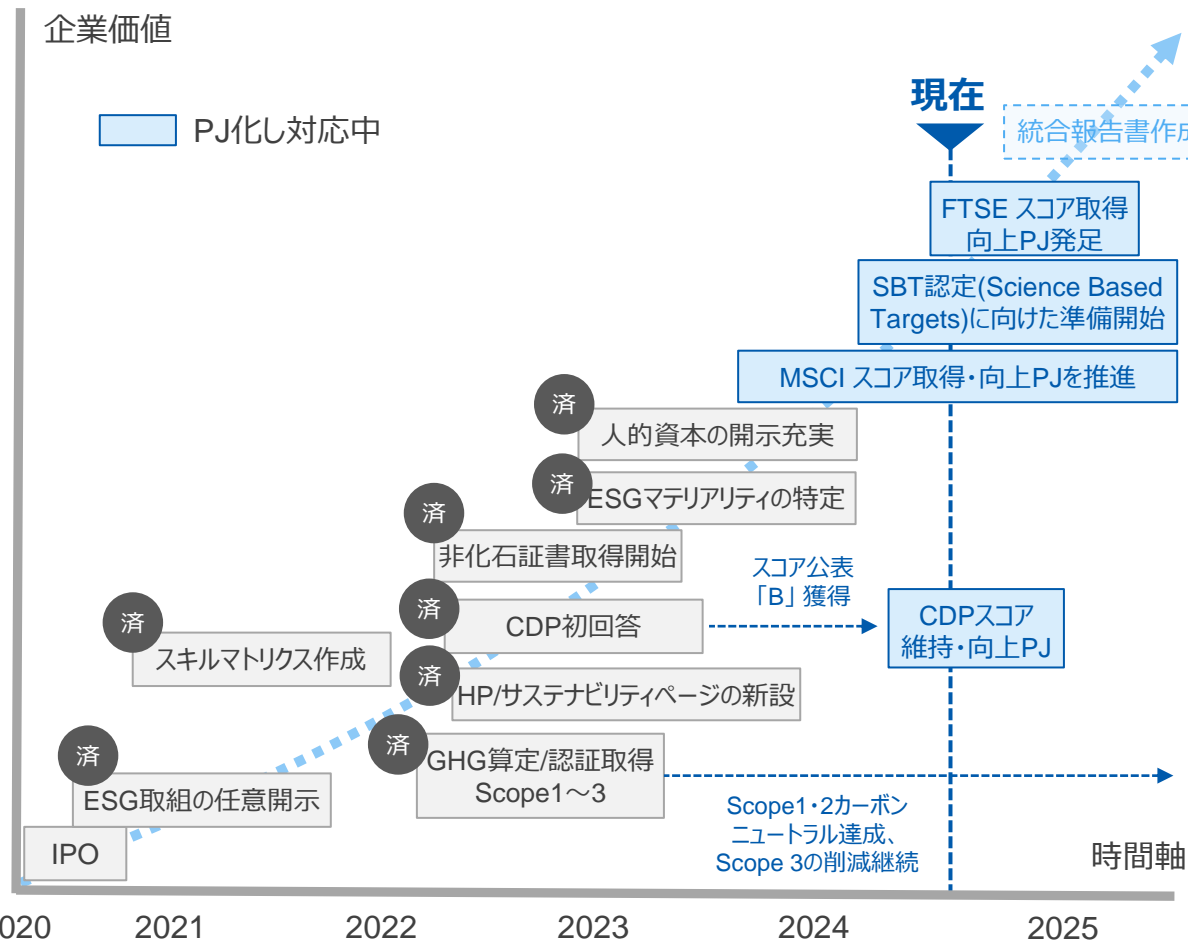 企業価値
PJ化し対応中
現在
統合報告書作成
FTSE スコア取得
向上PJ発足
SBT認定(Science Based
Targets)に向けた準備開始
MSCI スコア取得・向上PJを推進
済
人的資本の開示充実
済
ESGマテリアリティの特定
済
非化石証書取得開始
スコア公表
「B」獲得
済
CDP初回答
CDPスコア
維持・向上PJ
済
スキルマトリクス作成
済
HP/サステナビリティページの新設
済
GHG算定/認証取得
Scope1～3
済
ESG取組の任意開示
Scope1・2カーボン
ニュートラル達成、
Scope 3の削減継続
IPO
時間軸
020
2021
2022
2023
2024
2025